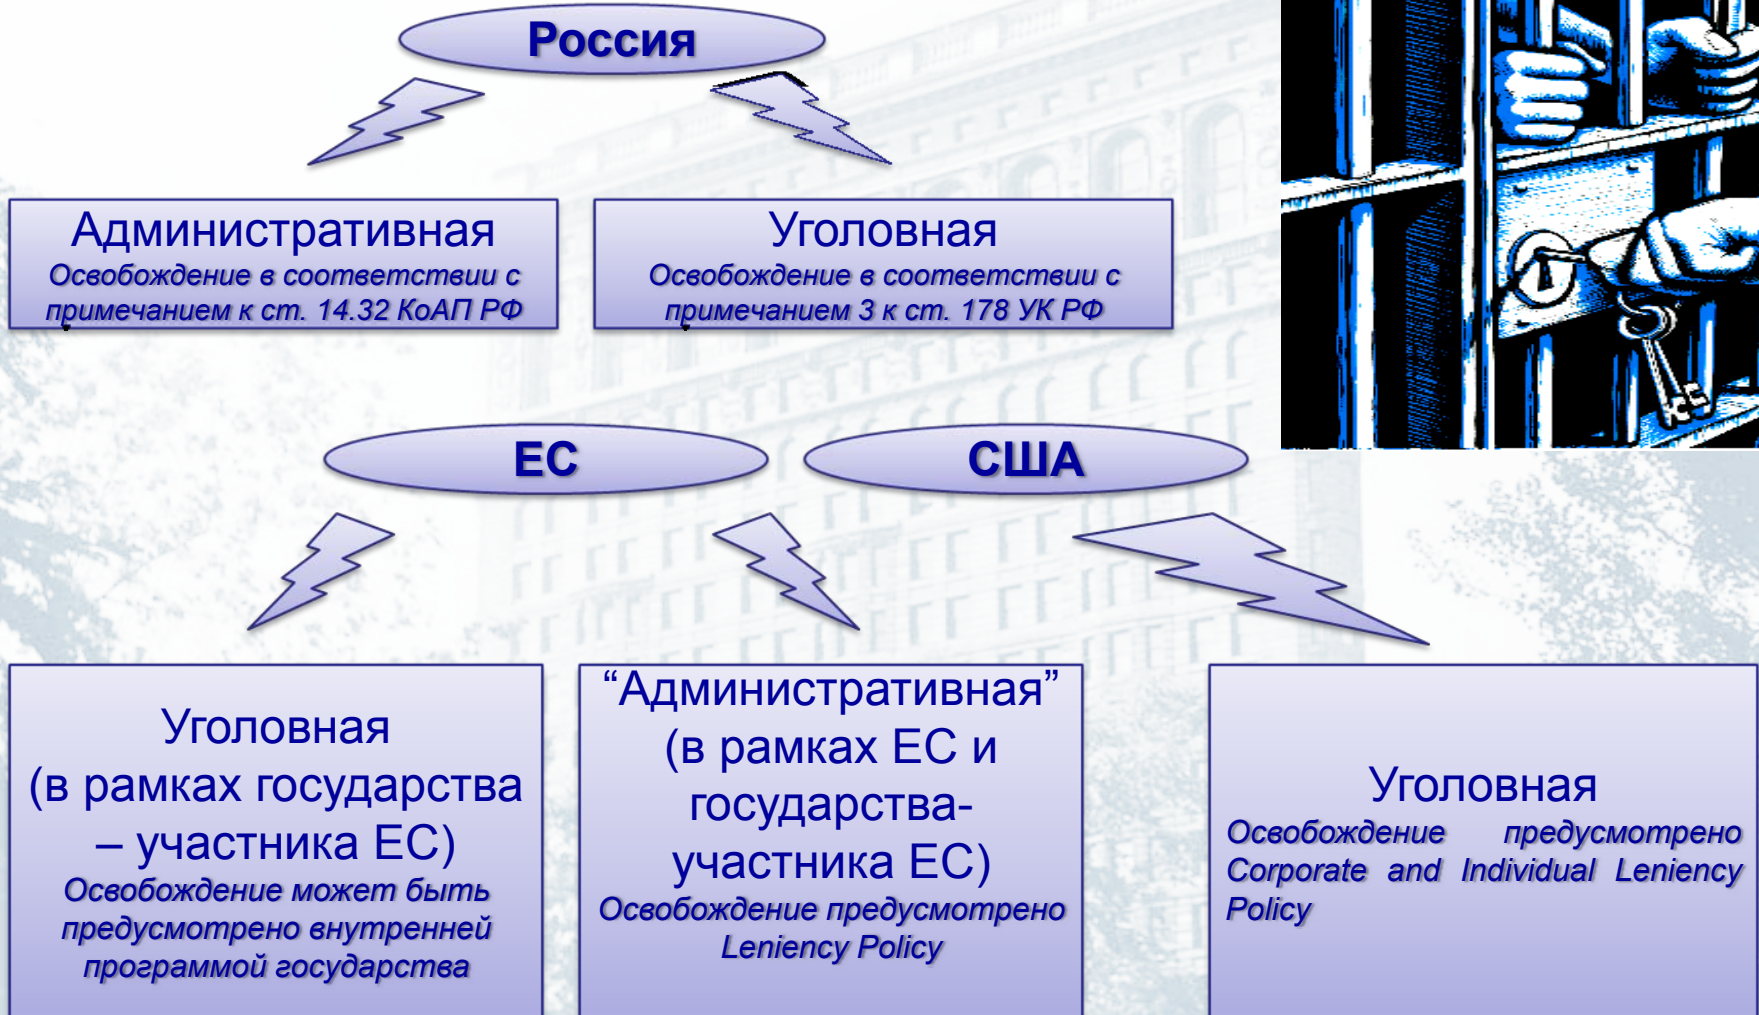 Россия
Административная
Освобождение в соответствии с
примечанием к ст. 14.32 КоАП РФ
Уголовная
Освобождение в соответствии с
примечанием 3 к ст. 178 УК РФ
ЕС
США
Уголовная
(в рамках государства
– участника ЕС)
Освобождение может быть
предусмотрено внутренней
программой государства
“Административная”
(в рамках ЕС и
государства-
участника ЕС)
Освобождение предусмотрено
Leniency Policy
Уголовная
Освобождение предусмотрено
Corporate and Individual Leniency
Policy